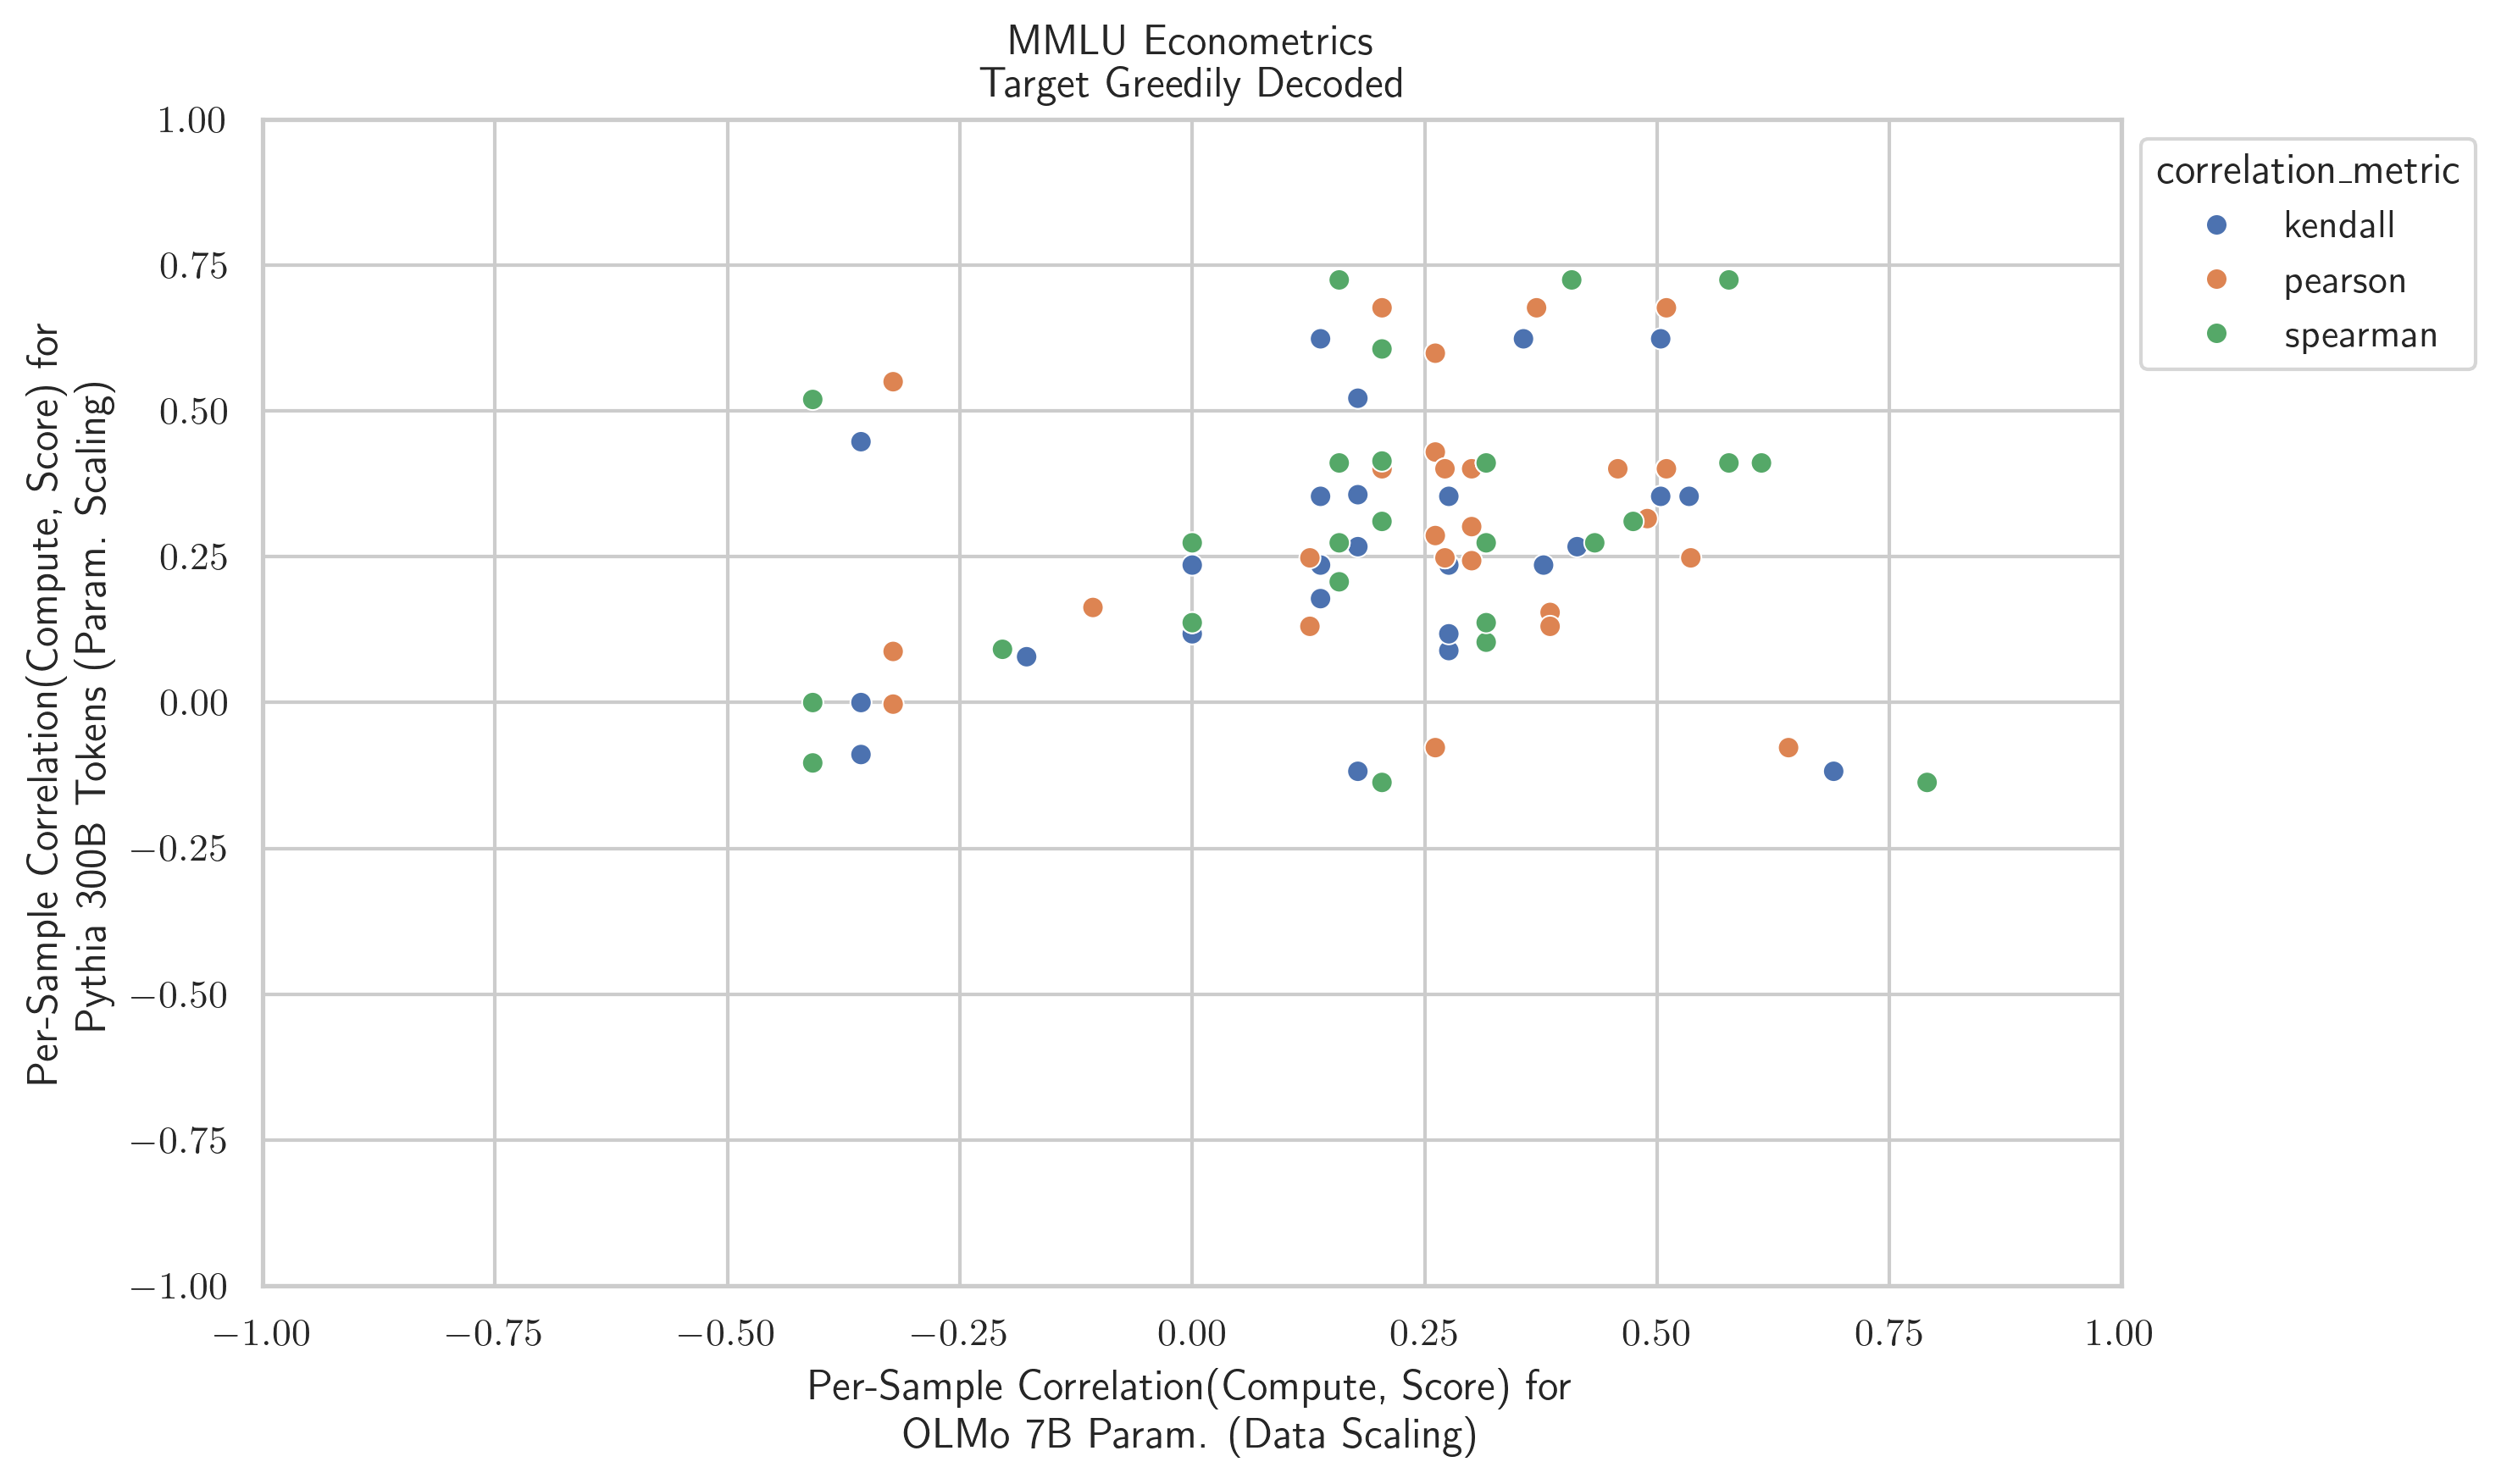 MMLU Econometrics
Target Greedily Decoded
Per-Sample Correlation(Compute, Score) for
Pythia 300B Tokens (Param. Scaling)
1.00
0.75
0.50
0.25
0.00
−0.25
−0.50
−0.75
−1.00
−1.00 −0.75 −0.50 −0.25 0.00 0.25 0.50 0.75 1.00
Per-Sample Correlation(Compute, Score) for
OLMo 7B Param. (Data Scaling)
correlation_metric
kendall
pearson
spearman